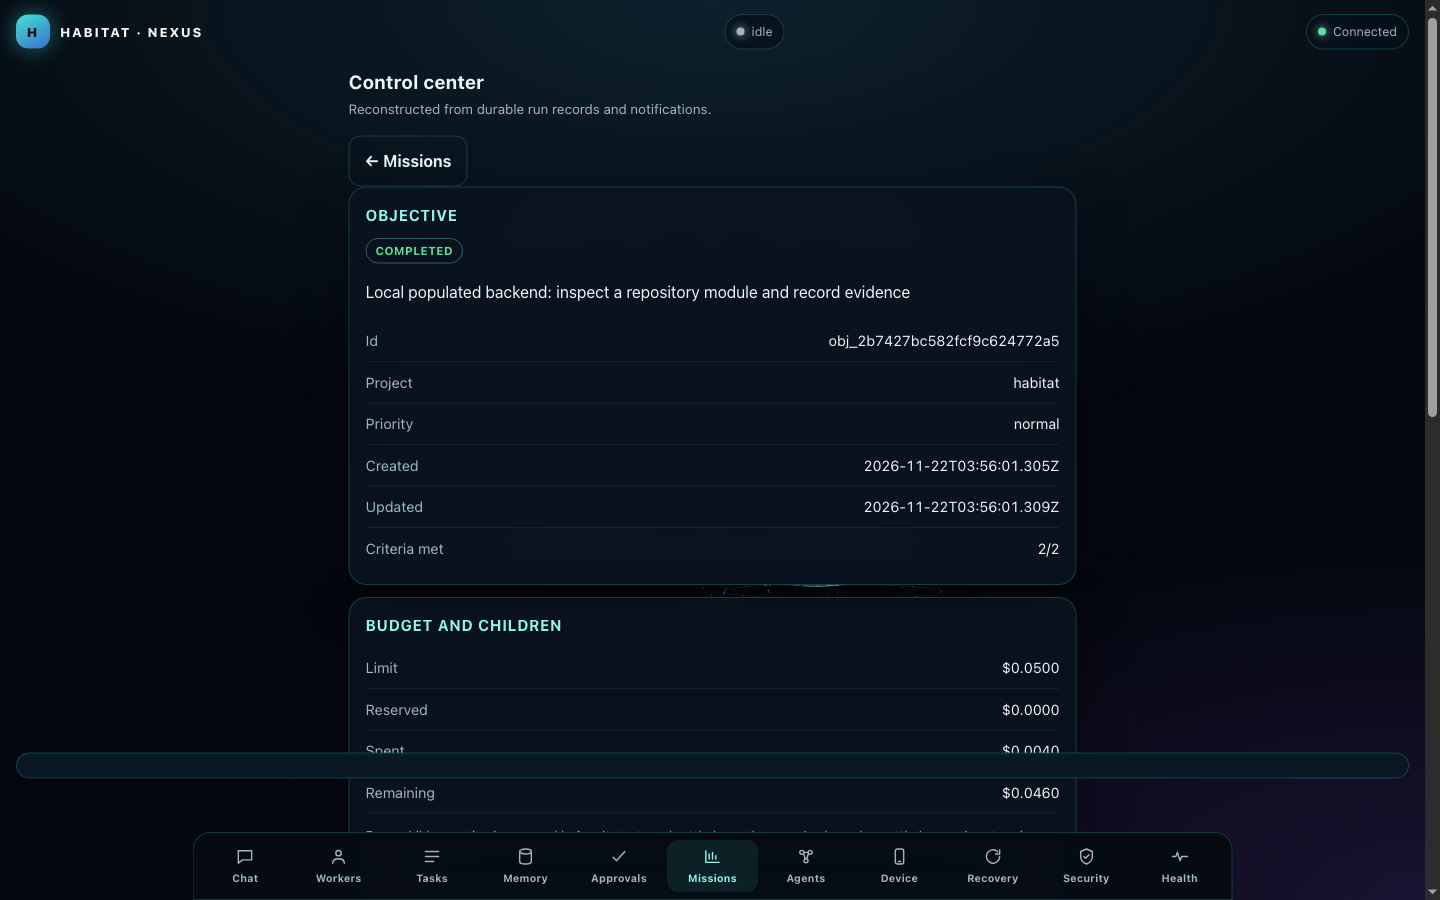 H HABITAT · NEXUS
idle
Connected
Control center
Reconstructed from durable run records and notifications.
← Missions
OBJECTIVE
COMPLETED
Local populated backend: inspect a repository module and record evidence
Id obj_2b7427bc582fcf9c624772a5
Project habitat
Priority normal
Created 2026-11-22T03:56:01.305Z
Updated 2026-11-22T03:56:01.309Z
Criteria met 2/2
BUDGET AND CHILDREN
Limit $0.0500
Reserved $0.0000
Spent $0.0040
Remaining $0.0460
Chat Workers Tasks Memory Approvals Missions Agents Device Recovery Security Health